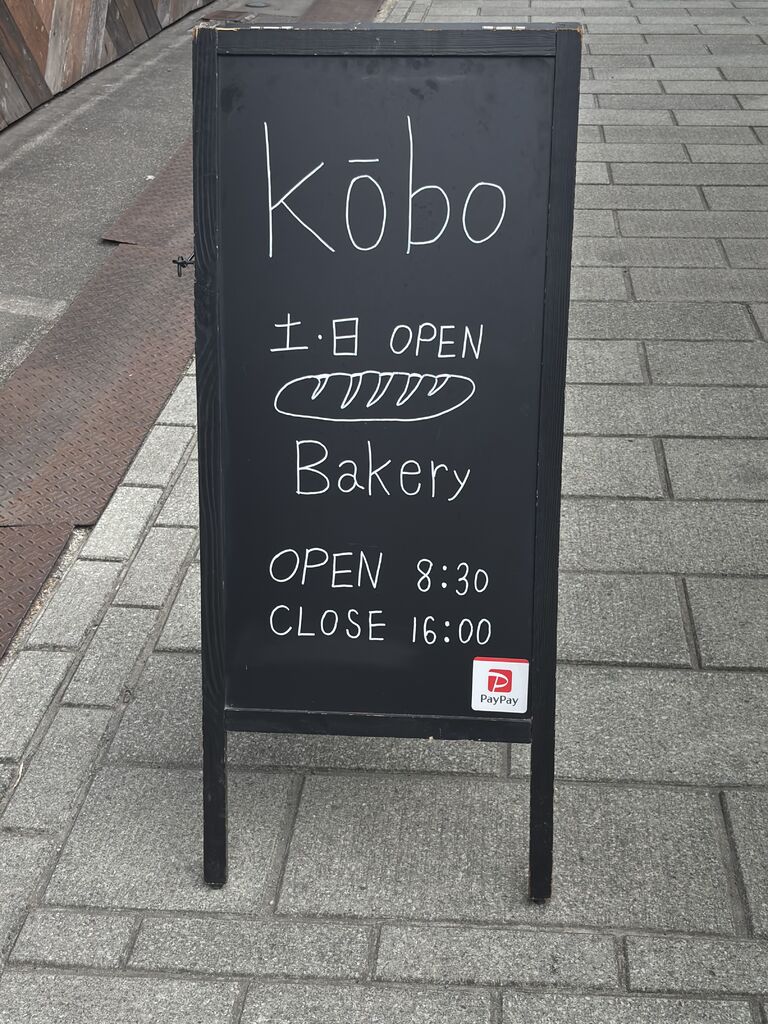 kōbo
土・日 OPEN
Bakery
OPEN 8:30
CLOSE 16:00
PayPay